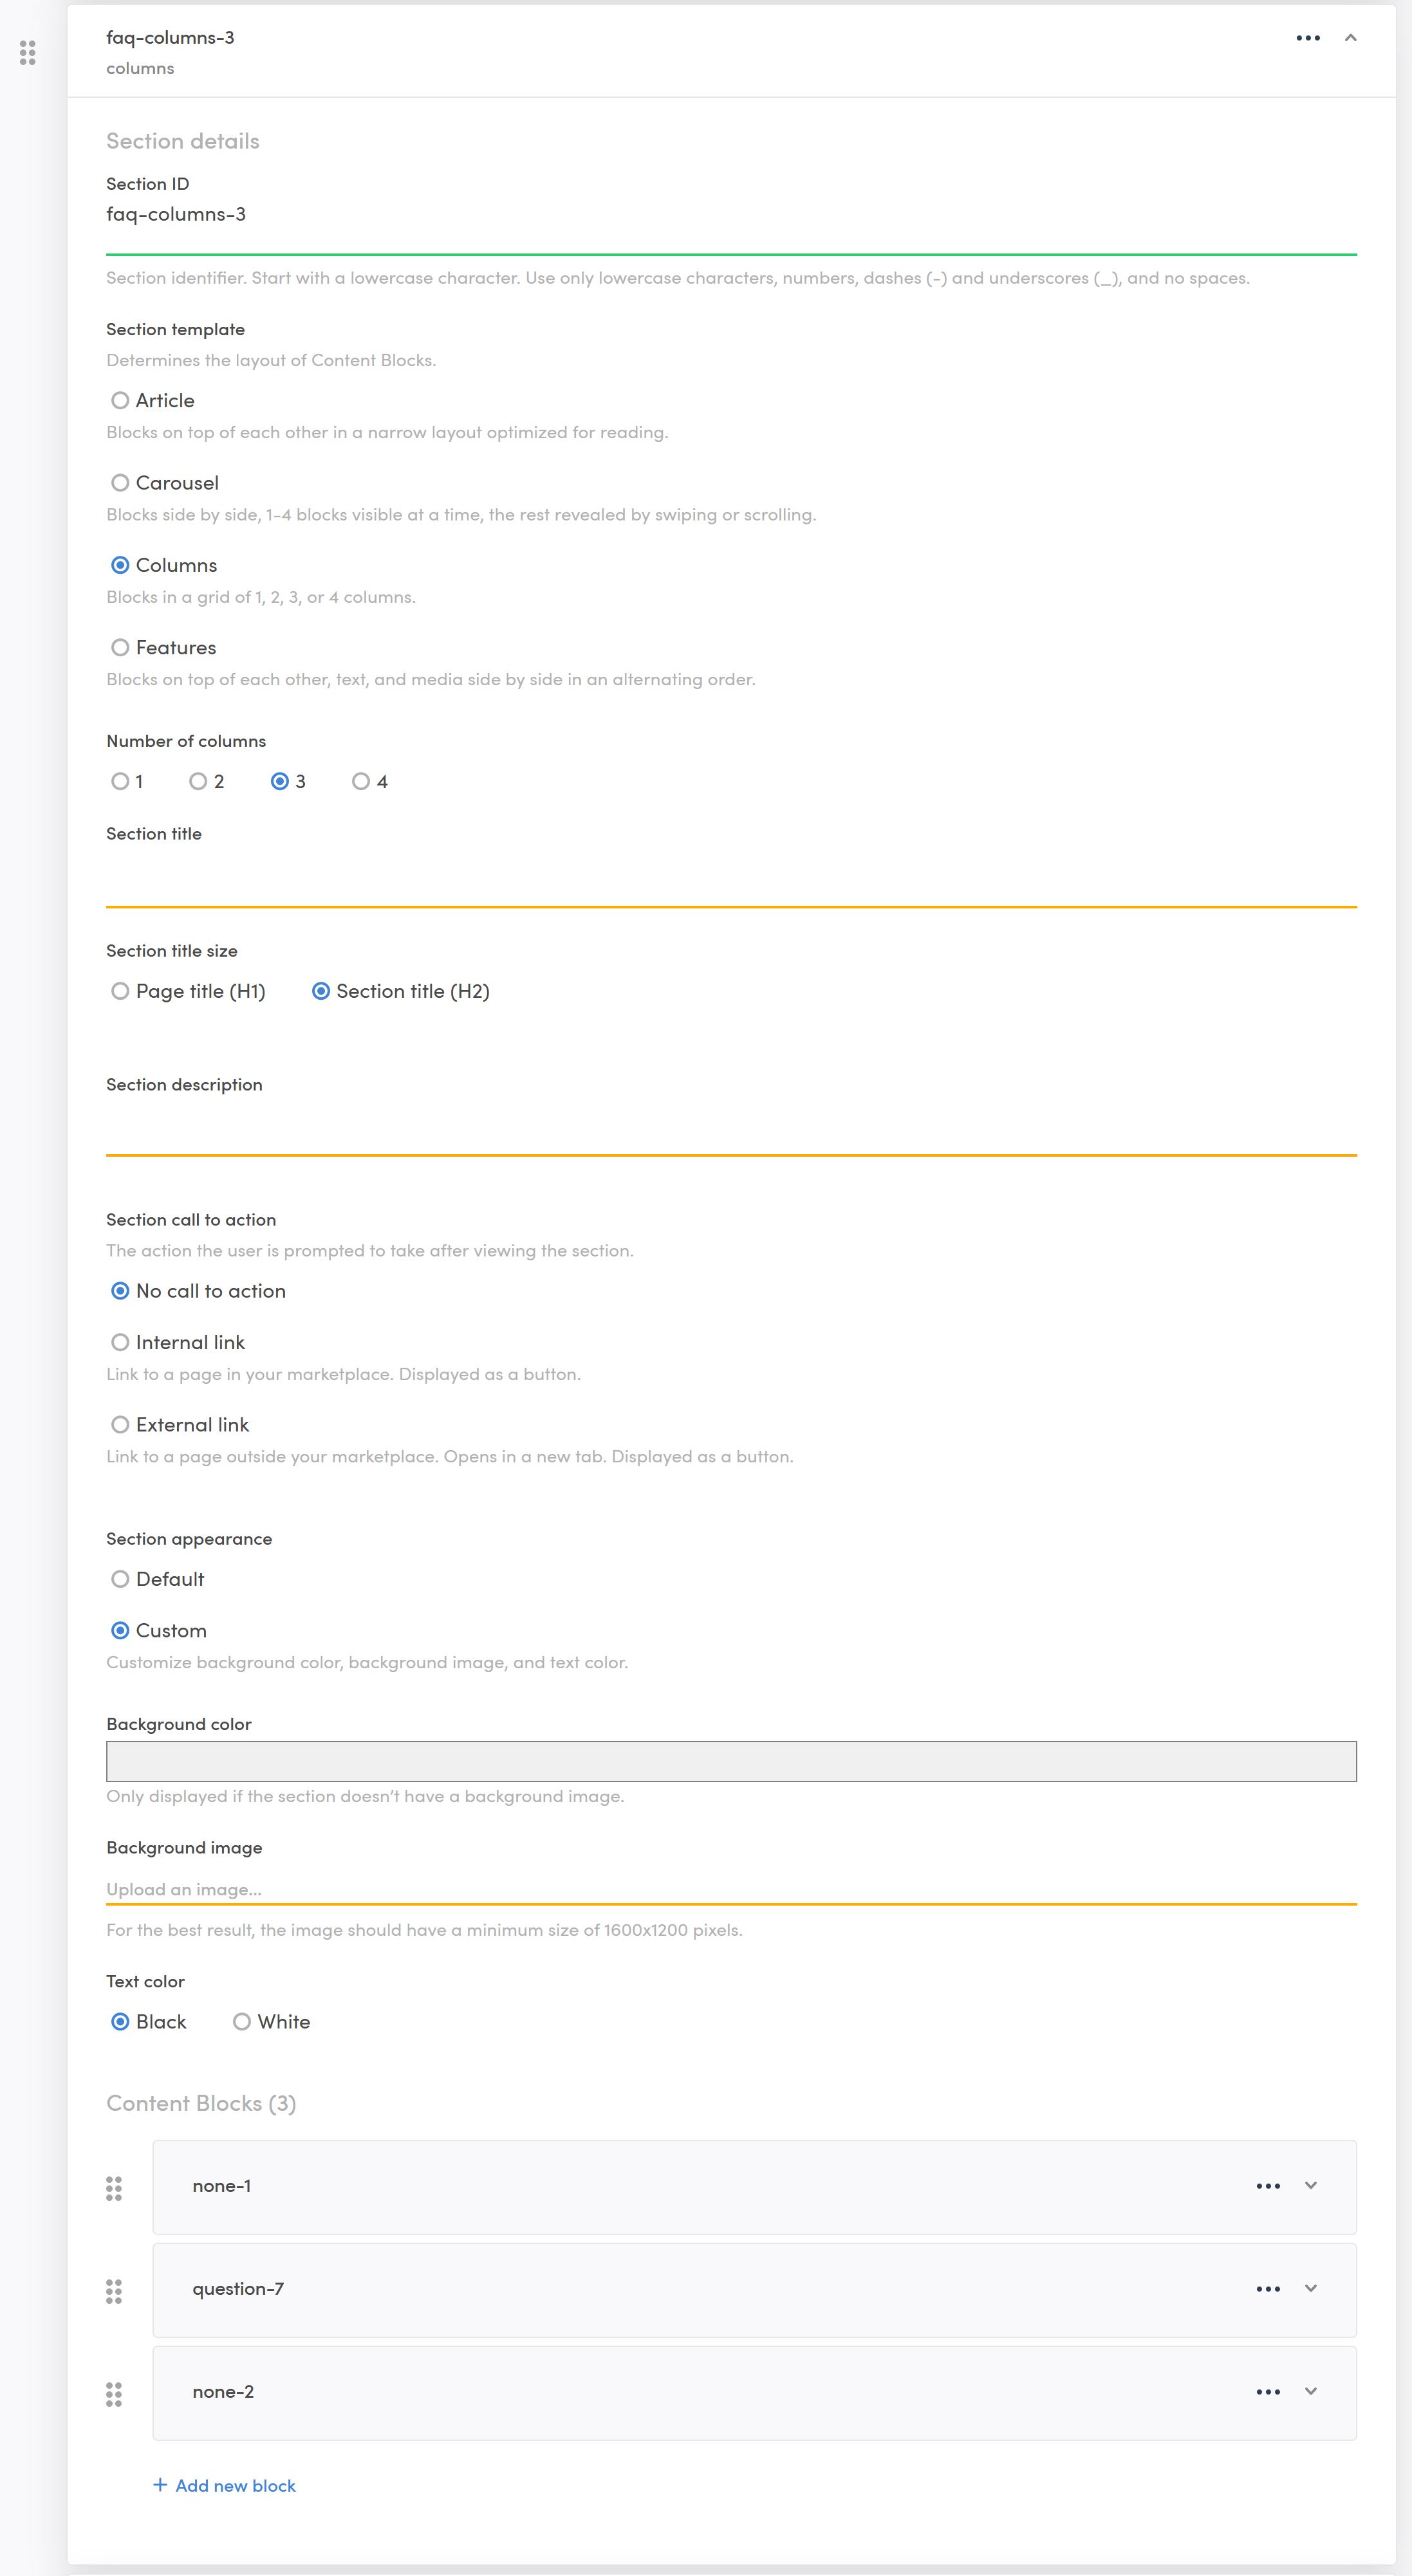 faq-columns-3
columns
Section details
Section ID
faq-columns-3
Section identifier. Start with a lowercase character. Use only lowercase characters, numbers, dashes (-) and underscores (_), and no spaces.
Section template
Determines the layout of Content Blocks.
Article
Blocks on top of each other in a narrow layout optimized for reading.
Carousel
Blocks side by side, 1-4 blocks visible at a time, the rest revealed by swiping or scrolling.
Columns
Blocks in a grid of 1, 2, 3, or 4 columns.
Features
Blocks on top of each other, text, and media side by side in an alternating order.
Number of columns
1 2 3 4
Section title
Section title size
Page title (H1) Section title (H2)
Section description
Section call to action
The action the user is prompted to take after viewing the section.
No call to action
Internal link
Link to a page in your marketplace. Displayed as a button.
External link
Link to a page outside your marketplace. Opens in a new tab. Displayed as a button.
Section appearance
Default
Custom
Customize background color, background image, and text color.
Background color
Only displayed if the section doesn’t have a background image.
Background image
Upload an image…
For the best result, the image should have a minimum size of 1600x1200 pixels.
Text color
Black White
Content Blocks (3)
none-1
question-7
none-2
+ Add new block